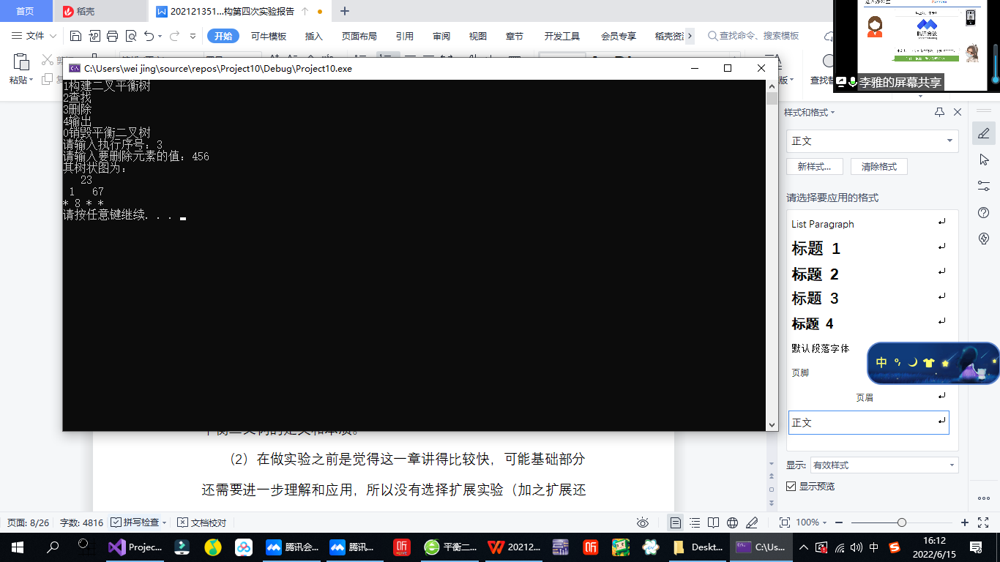 首页
稻壳
202121351...构第四次实验报告
文件
开始
可牛模板
插入
页面布局
引用
审阅
视图
章节
开发工具
会员专享
稻壳资
查找命令、搜索模板
粘贴
李雅的屏幕共享
C:\Users\wei jing\source\repos\Project10\Debug\Project10.exe
1构建二叉平衡树
2查找
3删除
4输出
0销毁平衡二叉树
请输入执行序号：3
请输入要删除元素的值：456
其树状图为：
23
1 67
* 8 * *
请按任意键继续. . .
样式和格式
正文
新样式...
清除格式
请选择要应用的格式
List Paragraph
标题 1
标题 2
标题 3
标题 4
默认段落字体
页脚
页眉
正文
显示: 有效样式
显示预览
中
（2）在做实验之前是觉得这一章讲得比较快，可能基础部分
还需要进一步理解和应用，所以没有选择扩展实验（加之扩展还
页面: 8/26
字数: 4816
拼写检查
文档校对
100%
Projec...
腾讯会...
腾讯...
平衡二...
20212...
Deskt...
C:\Us...
中
16:12
2022/6/15